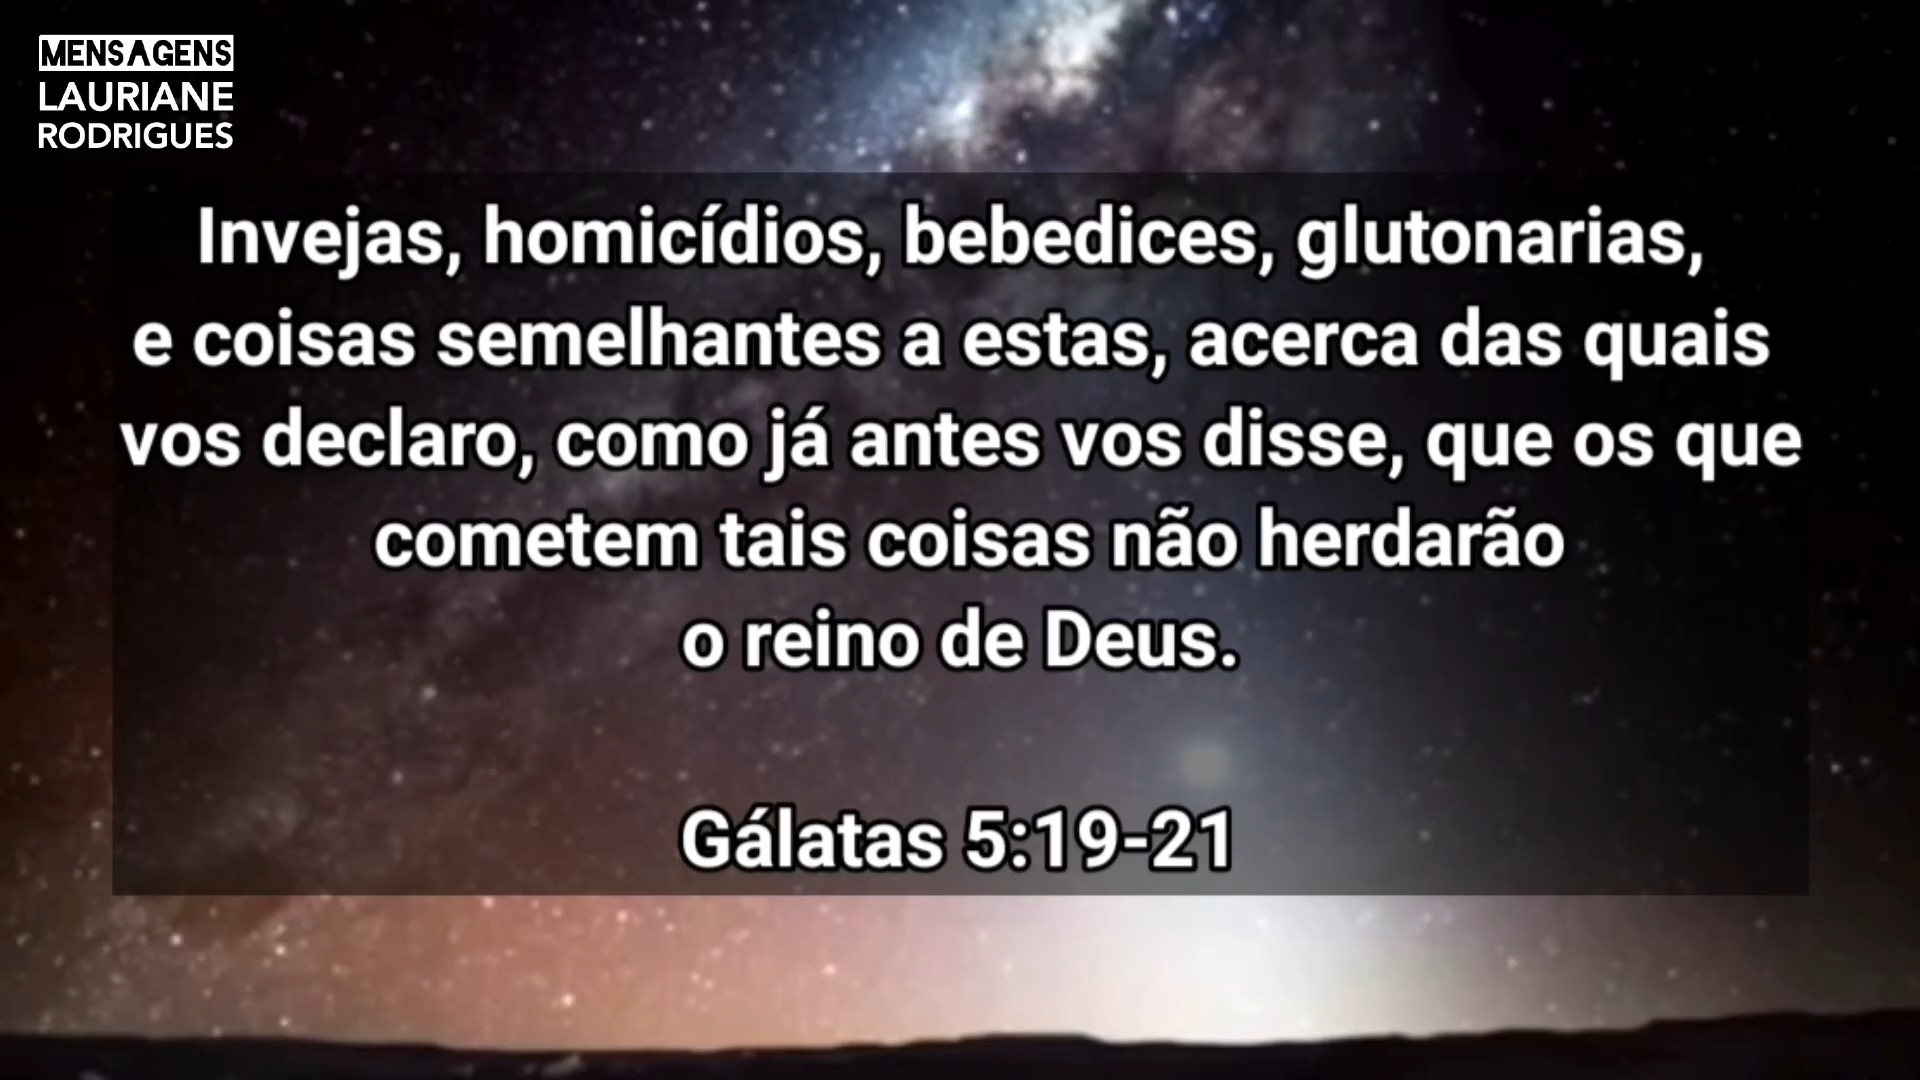 MENSAGENS
LAURIANE
RODRIGUES
Invejas, homicídios, bebedices, glutonarias,
e coisas semelhantes a estas, acerca das quais
vos declaro, como já antes vos disse, que os que
cometem tais coisas não herdarão
o reino de Deus.
Gálatas 5:19-21